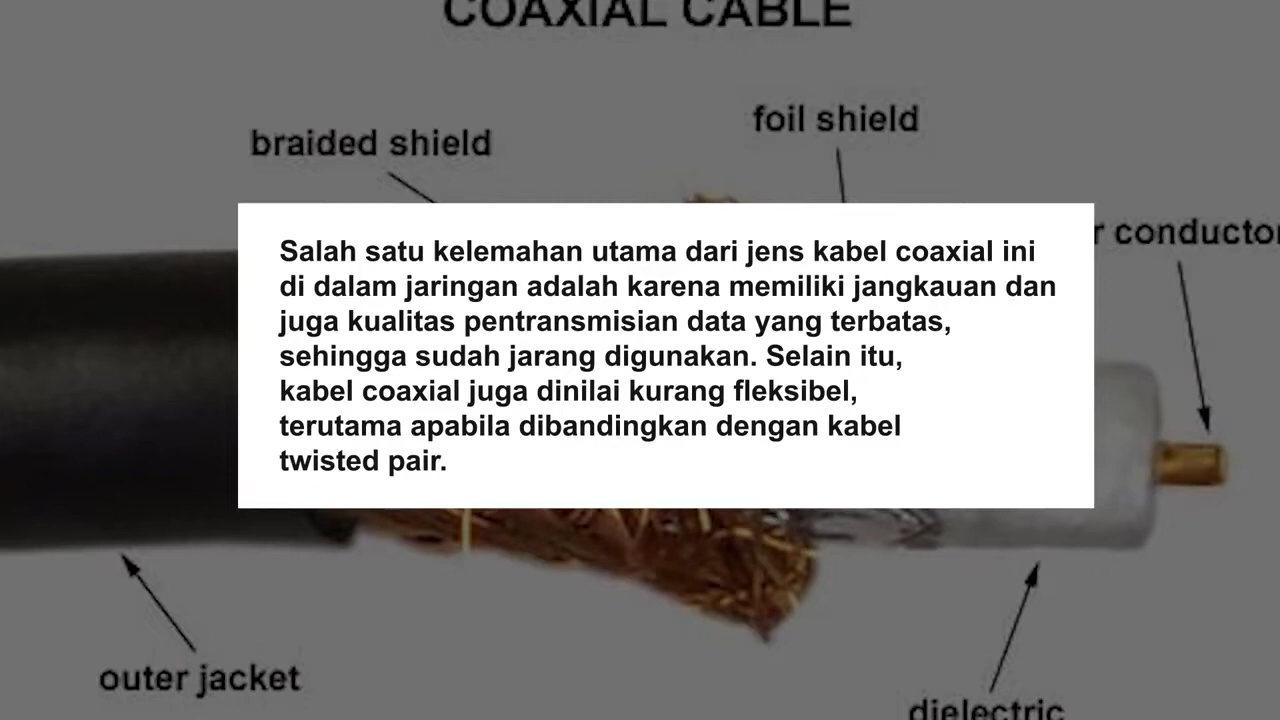 COAXIAL CABLE
foil shield
braided shield
r conductor
Salah satu kelemahan utama dari jens kabel coaxial ini
di dalam jaringan adalah karena memiliki jangkauan dan
juga kualitas pentransmisian data yang terbatas,
sehingga sudah jarang digunakan. Selain itu,
kabel coaxial juga dinilai kurang fleksibel,
terutama apabila dibandingkan dengan kabel
twisted pair.
outer jacket
dielectric